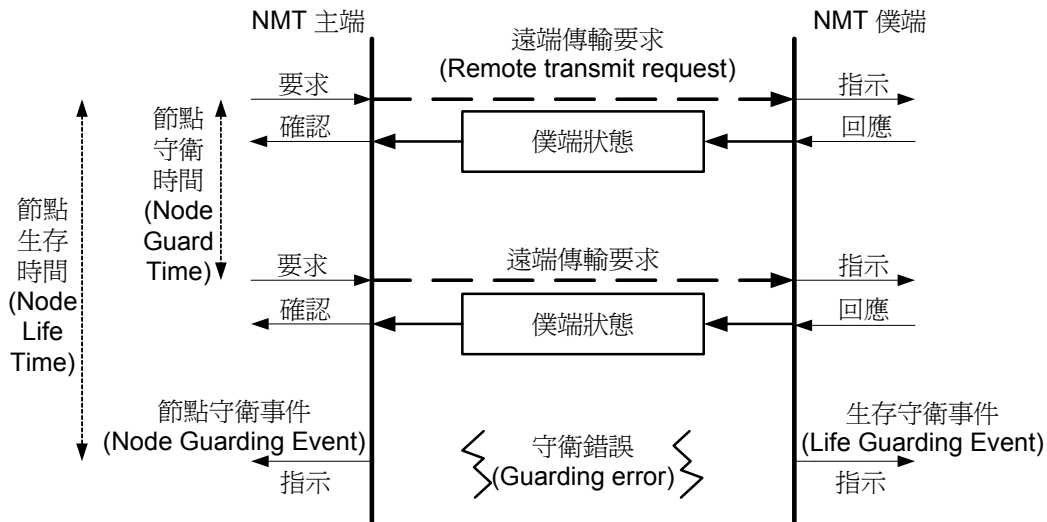 NMT 主端
NMT 僕端
遠端傳輸要求
(Remote transmit request)
要求
指示
確認
僕端狀態
回應
節點
守衛
時間
(Node
Guard
Time)
節點
生存
時間
(Node
Life
Time)
要求
遠端傳輸要求
指示
確認
僕端狀態
回應
節點守衛事件
(Node Guarding Event)
指示
守衛錯誤
(Guarding error)
生存守衛事件
(Life Guarding Event)
指示